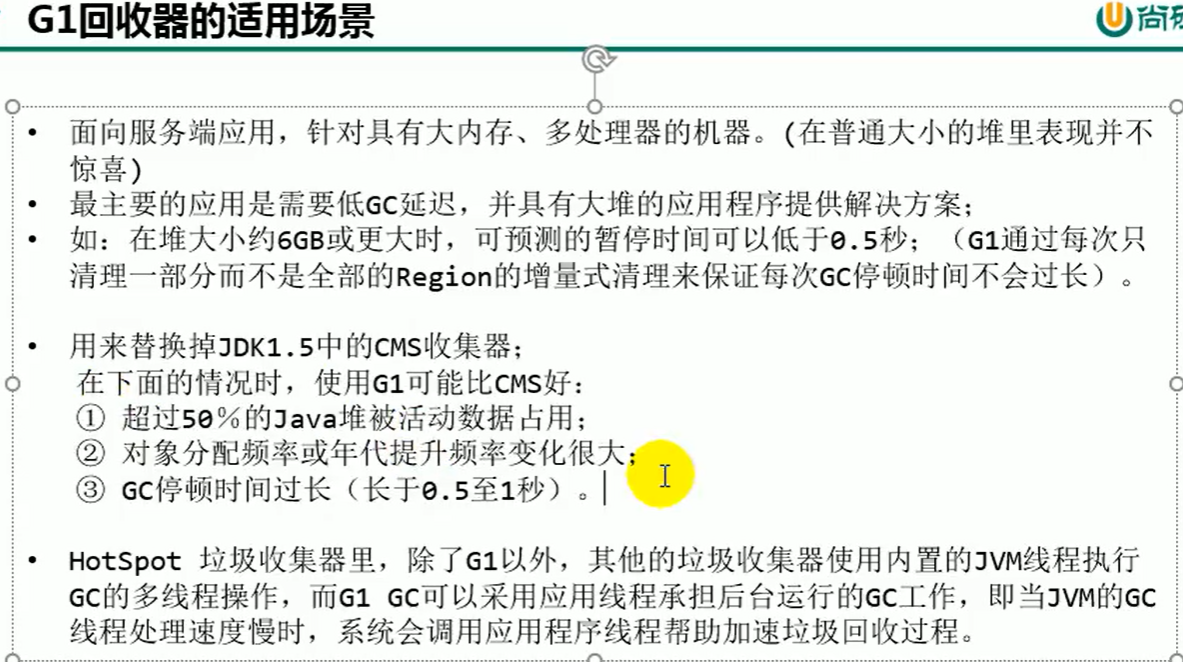 G1回收器的适用场景
尚
• 面向服务端应用，针对具有大内存、多处理器的机器。(在普通大小的堆里表现并不
惊喜)
• 最主要的应用是需要低GC延迟，并具有大堆的应用程序提供解决方案；
• 如：在堆大小约6GB或更大时，可预测的暂停时间可以低于0.5秒；（G1通过每次只
清理一部分而不是全部的Region的增量式清理来保证每次GC停顿时间不会过长）。
• 用来替换掉JDK1.5中的CMS收集器；
在下面的情况时，使用G1可能比CMS好：
① 超过50％的Java堆被活动数据占用；
② 对象分配频率或年代提升频率变化很大；
③ GC停顿时间过长（长于0.5至1秒）。
• HotSpot 垃圾收集器里，除了G1以外，其他的垃圾收集器使用内置的JVM线程执行
GC的多线程操作，而G1 GC可以采用应用线程承担后台运行的GC工作，即当JVM的GC
线程处理速度慢时，系统会调用应用程序线程帮助加速垃圾回收过程。